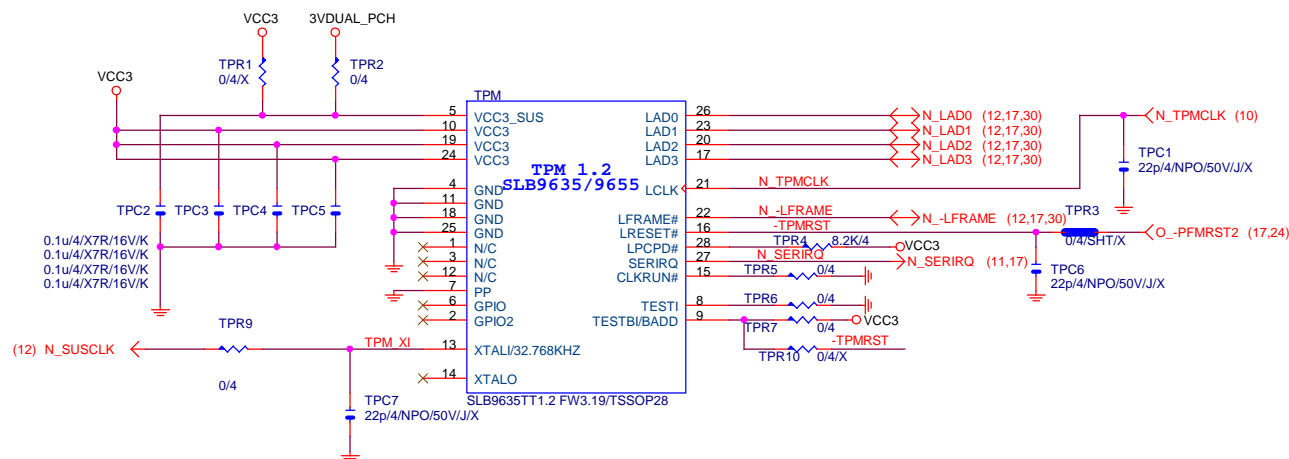 VCC3 3VDUAL_PCH
TPR1 0/4/X
TPR2 0/4
VCC3
TPM
5 VCC3_SUS
10 VCC3
19 VCC3
24 VCC3
4 GND
11 GND
18 GND
25 GND
1 N/C
3 N/C
12 N/C
7 PP
6 GPIO
2 GPIO2
13 XTALI/32.768KHZ
14 XTALO
TPM 1.2
SLB9635/9655
LAD0 26 N_LAD0 (12,17,30)
LAD1 23 N_LAD1 (12,17,30)
LAD2 20 N_LAD2 (12,17,30)
LAD3 17 N_LAD3 (12,17,30)
LCLK 21 N_TPMCLK
LFRAME# 22 N_-LFRAME N_-LFRAME (12,17,30)
LRESET# 16 -TPMRST
LPCPD# 28 TPR4 8.2K/4 VCC3
SERIRQ 27 N_SERIRQ N_SERIRQ (11,17)
CLKRUN# 15 TPR5 0/4
TESTI 8 TPR6 0/4
TESTBI/BADD 9 TPR7 0/4 VCC3
TPR10 0/4/X -TPMRST
SLB9635TT1.2 FW3.19/TSSOP28
N_TPMCLK (10)
TPC1
22p/4/NPO/50V/J/X
TPR3
0/4/SHT/X
O_-PFMRST2 (17,24)
TPC6
22p/4/NPO/50V/J/X
TPC2 TPC3 TPC4 TPC5
0.1u/4/X7R/16V/K
0.1u/4/X7R/16V/K
0.1u/4/X7R/16V/K
0.1u/4/X7R/16V/K
TPR9
(12) N_SUSCLK TPM_XI
0/4
TPC7
22p/4/NPO/50V/J/X